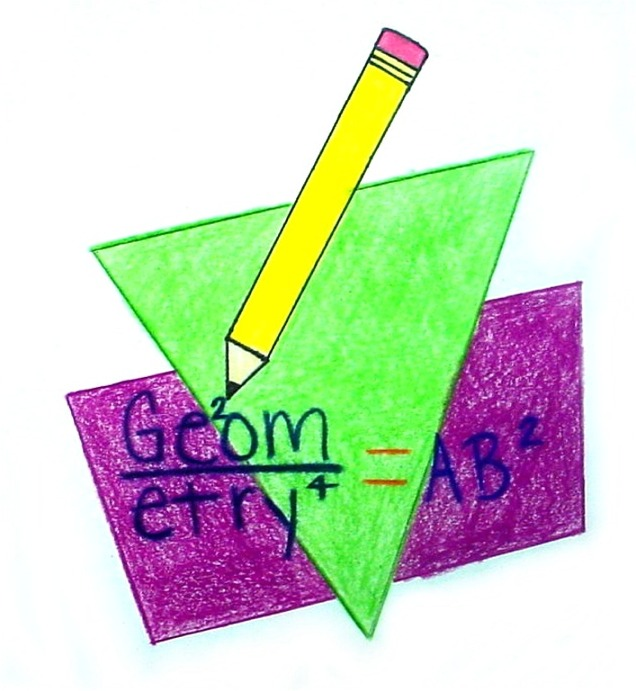 Ge²om
etry⁴ = AB²